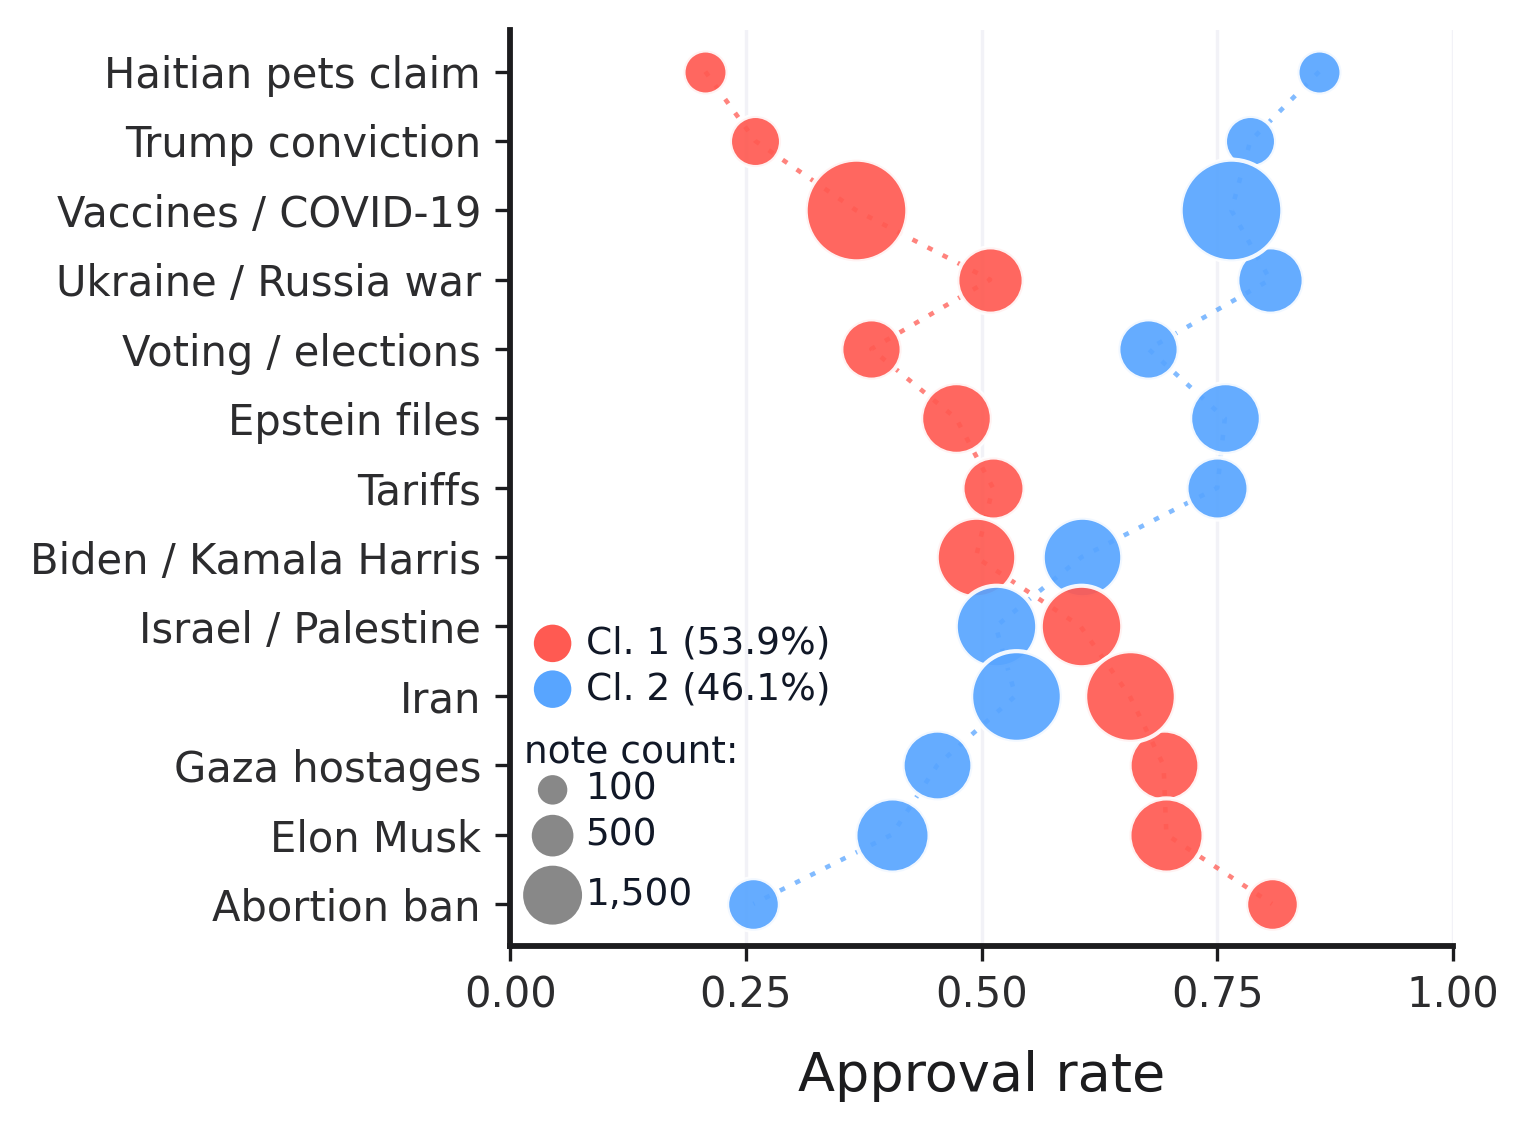 Haitian pets claim
Trump conviction
Vaccines / COVID-19
Ukraine / Russia war
Voting / elections
Epstein files
Tariffs
Biden / Kamala Harris
Israel / Palestine
Iran
Gaza hostages
Elon Musk
Abortion ban
Cl. 1 (53.9%)
Cl. 2 (46.1%)
note count:
100
500
1,500
0.00 0.25 0.50 0.75 1.00
Approval rate